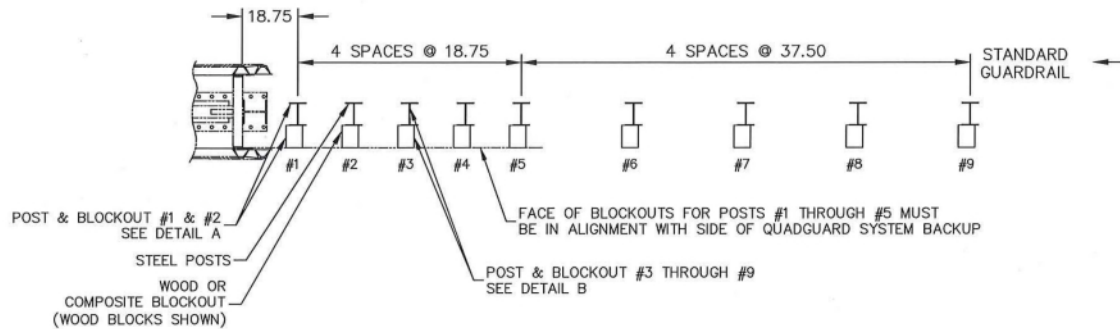 18.75
4 SPACES @ 18.75
4 SPACES @ 37.50
STANDARD
GUARDRAIL
#1
#2
#3
#4
#5
#6
#7
#8
#9
POST & BLOCKOUT #1 & #2
SEE DETAIL A
STEEL POSTS
WOOD OR
COMPOSITE BLOCKOUT
(WOOD BLOCKS SHOWN)
FACE OF BLOCKOUTS FOR POSTS #1 THROUGH #5 MUST
BE IN ALIGNMENT WITH SIDE OF QUADGUARD SYSTEM BACKUP
POST & BLOCKOUT #3 THROUGH #9
SEE DETAIL B